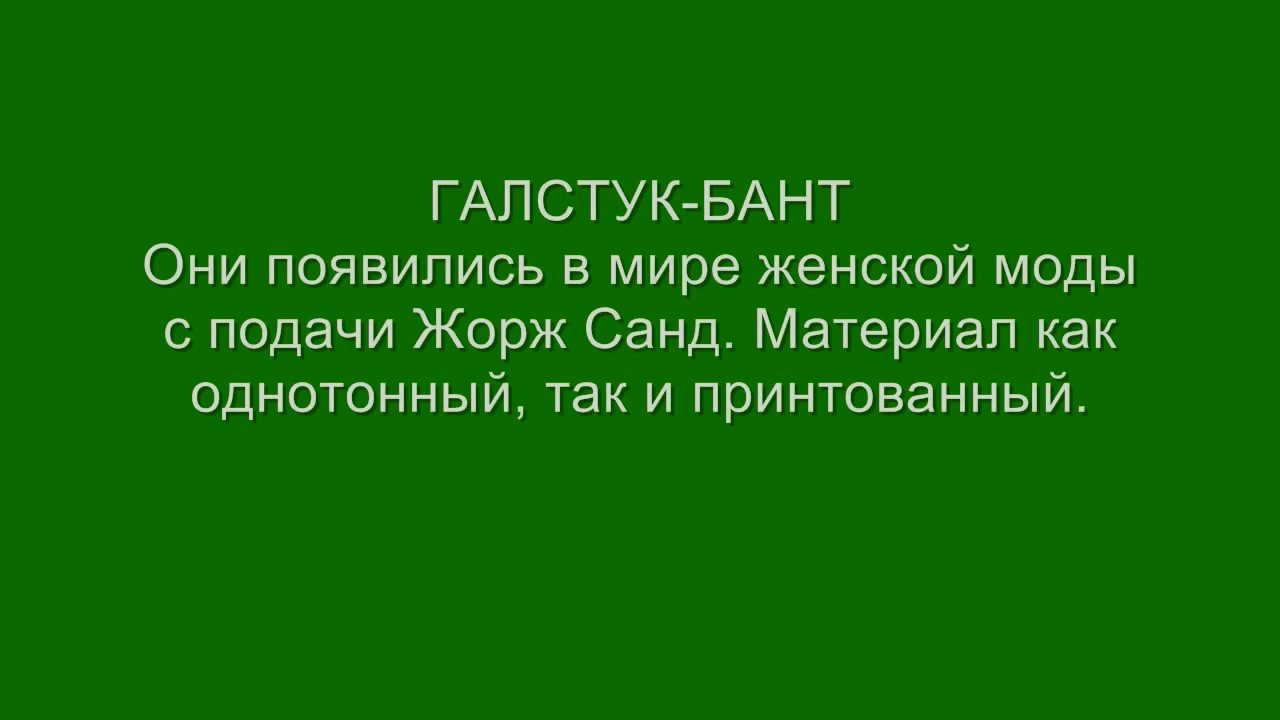 ГАЛСТУК-БАНТ
Они появились в мире женской моды
с подачи Жорж Санд. Материал как
однотонный, так и принтованный.